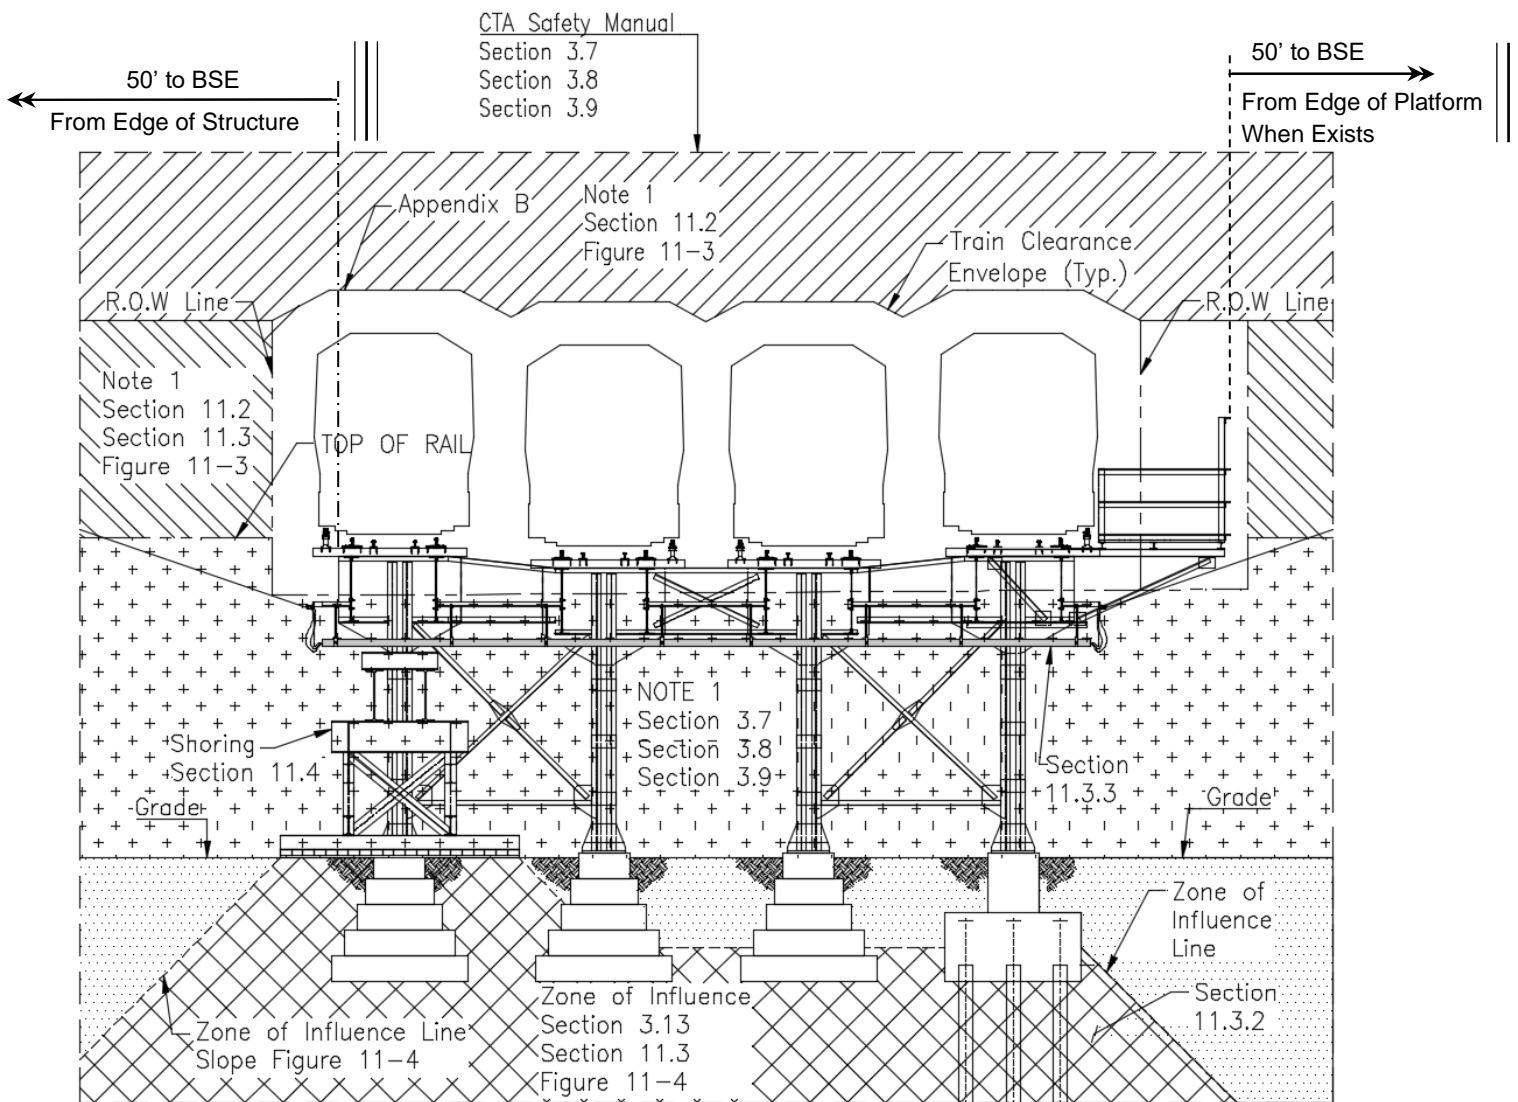 CTA Safety Manual
Section 3.7
Section 3.8
Section 3.9
50' to BSE
From Edge of Structure
50' to BSE
From Edge of Platform
When Exists
Appendix B
Note 1
Section 11.2
Figure 11-3
Train Clearance
Envelope (Typ.)
R.O.W Line
R.O.W Line
Note 1
Section 11.2
Section 11.3
Figure 11-3
TOP OF RAIL
NOTE 1
Section 3.7
Section 3.8
Section 3.9
Shoring
Section 11.4
Section
11.3.3
Grade
Grade
Zone of
Influence
Line
Section
11.3.2
Zone of Influence Line
Slope Figure 11-4
Zone of Influence
Section 3.13
Section 11.3
Figure 11-4